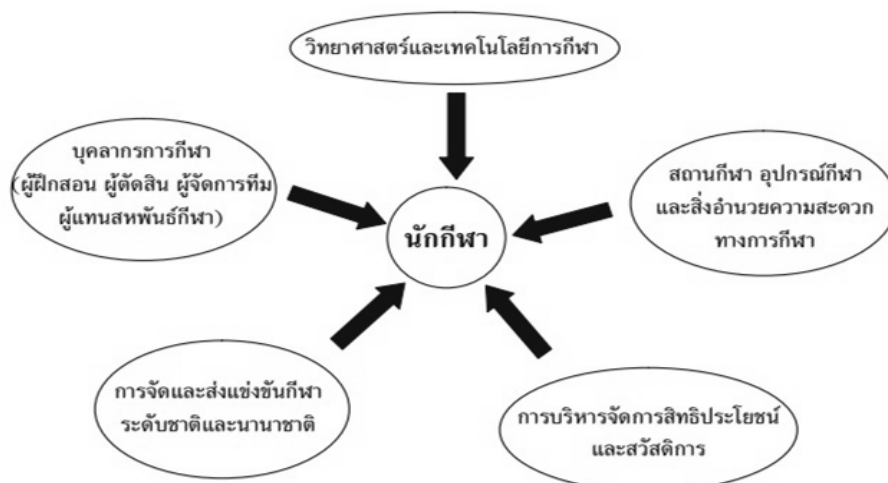 วิทยาศาสตร์และเทคโนโลยีการกีฬา
บุคลากรการกีฬา
(ผู้ฝึกสอน ผู้ตัดสิน ผู้จัดการทีม
ผู้แทนสหพันธ์กีฬา)
สถานกีฬา อุปกรณ์กีฬา
และสิ่งอำนวยความสะดวก
ทางการกีฬา
นักกีฬา
การจัดและส่งแข่งขันกีฬา
ระดับชาติและนานาชาติ
การบริหารจัดการสิทธิประโยชน์
และสวัสดิการ